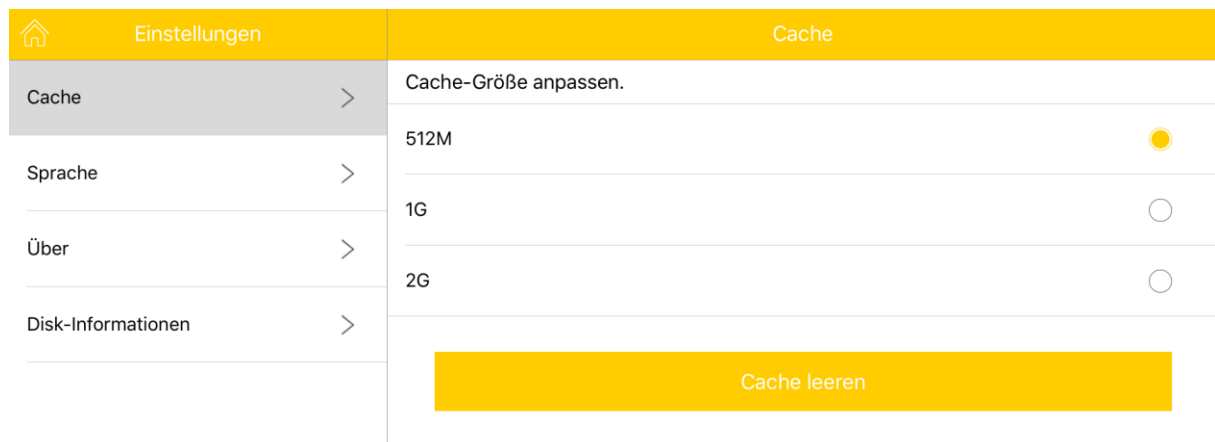 Einstellungen
Cache
Sprache
Über
Disk-Informationen
Cache
Cache-Größe anpassen.
512M
1G
2G
Cache leeren